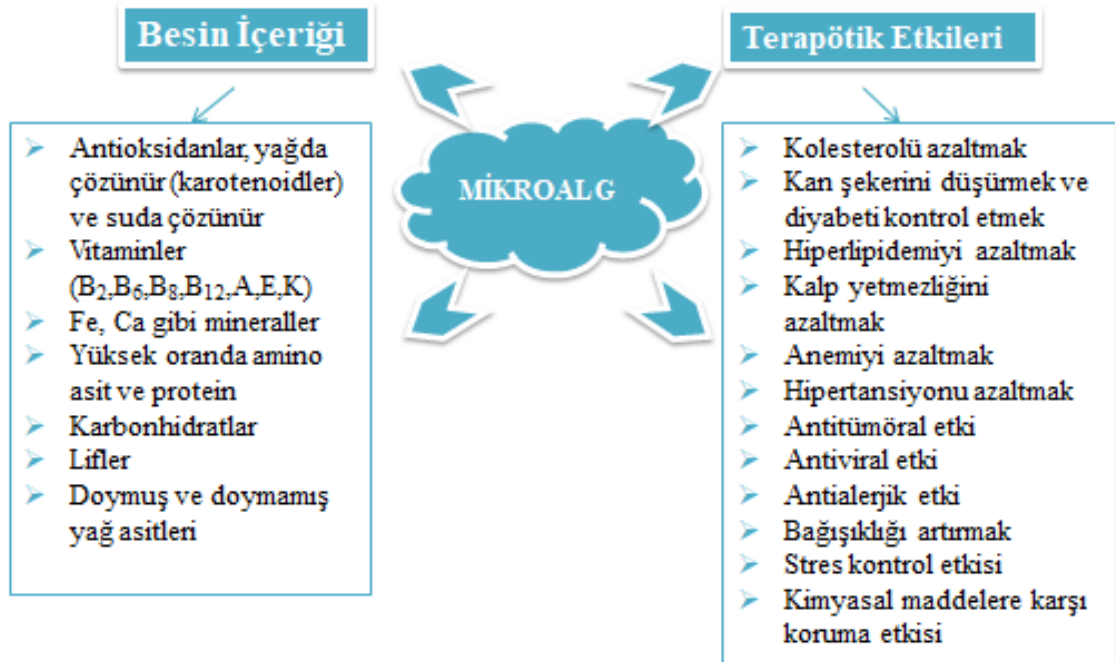 Besin İçeriği
➢ Antioksidanlar, yağda
çözünür (karotenoidler)
ve suda çözünür
➢ Vitaminler
(B₂,B₆,B₈,B₁₂,A,E,K)
➢ Fe, Ca gibi mineraller
➢ Yüksek oranda amino
asit ve protein
➢ Karbonhidratlar
➢ Lifler
➢ Doymuş ve doymamış
yağ asitleri
MİKROALG
Terapötik Etkileri
➢ Kolesterolü azaltmak
➢ Kan şekerini düşürmek ve
diyabeti kontrol etmek
➢ Hiperlipidemiyi azaltmak
➢ Kalp yetmezliğini
azaltmak
➢ Anemiyi azaltmak
➢ Hipertansiyonu azaltmak
➢ Antitümöral etki
➢ Antiviral etki
➢ Antialerjik etki
➢ Bağışıklığı artırmak
➢ Stres kontrol etkisi
➢ Kimyasal maddelere karşı
koruma etkisi